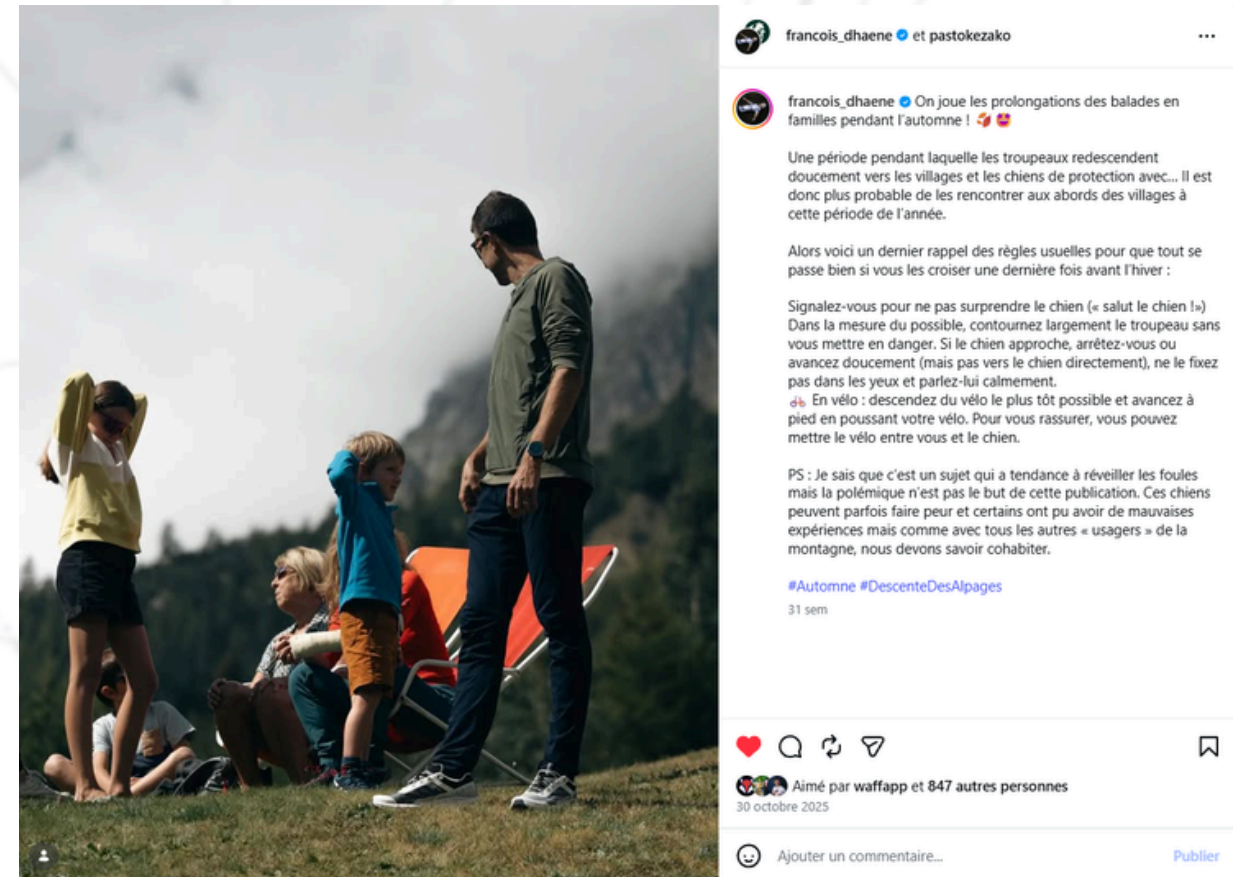 francois_dhaene et pastokezako
francois_dhaene On joue les prolongations des balades en
familles pendant l'automne ! 🍂 🤩
Une période pendant laquelle les troupeaux redescendent
doucement vers les villages et les chiens de protection avec... Il est
donc plus probable de les rencontrer aux abords des villages à
cette période de l'année.
Alors voici un dernier rappel des règles usuelles pour que tout se
passe bien si vous les croiser une dernière fois avant l'hiver :
Signalez-vous pour ne pas surprendre le chien (« salut le chien !»)
Dans la mesure du possible, contournez largement le troupeau sans
vous mettre en danger. Si le chien approche, arrêtez-vous ou
avancez doucement (mais pas vers le chien directement), ne le fixez
pas dans les yeux et parlez-lui calmement.
🚲 En vélo : descendez du vélo le plus tôt possible et avancez à
pied en poussant votre vélo. Pour vous rassurer, vous pouvez
mettre le vélo entre vous et le chien.
PS : Je sais que c'est un sujet qui a tendance à réveiller les foules
mais la polémique n'est pas le but de cette publication. Ces chiens
peuvent parfois faire peur et certains ont pu avoir de mauvaises
expériences mais comme avec tous les autres « usagers » de la
montagne, nous devons savoir cohabiter.
#Automne #DescenteDesAlpages
31 sem
Aimé par waffapp et 847 autres personnes
30 octobre 2025
Ajouter un commentaire...
Publier